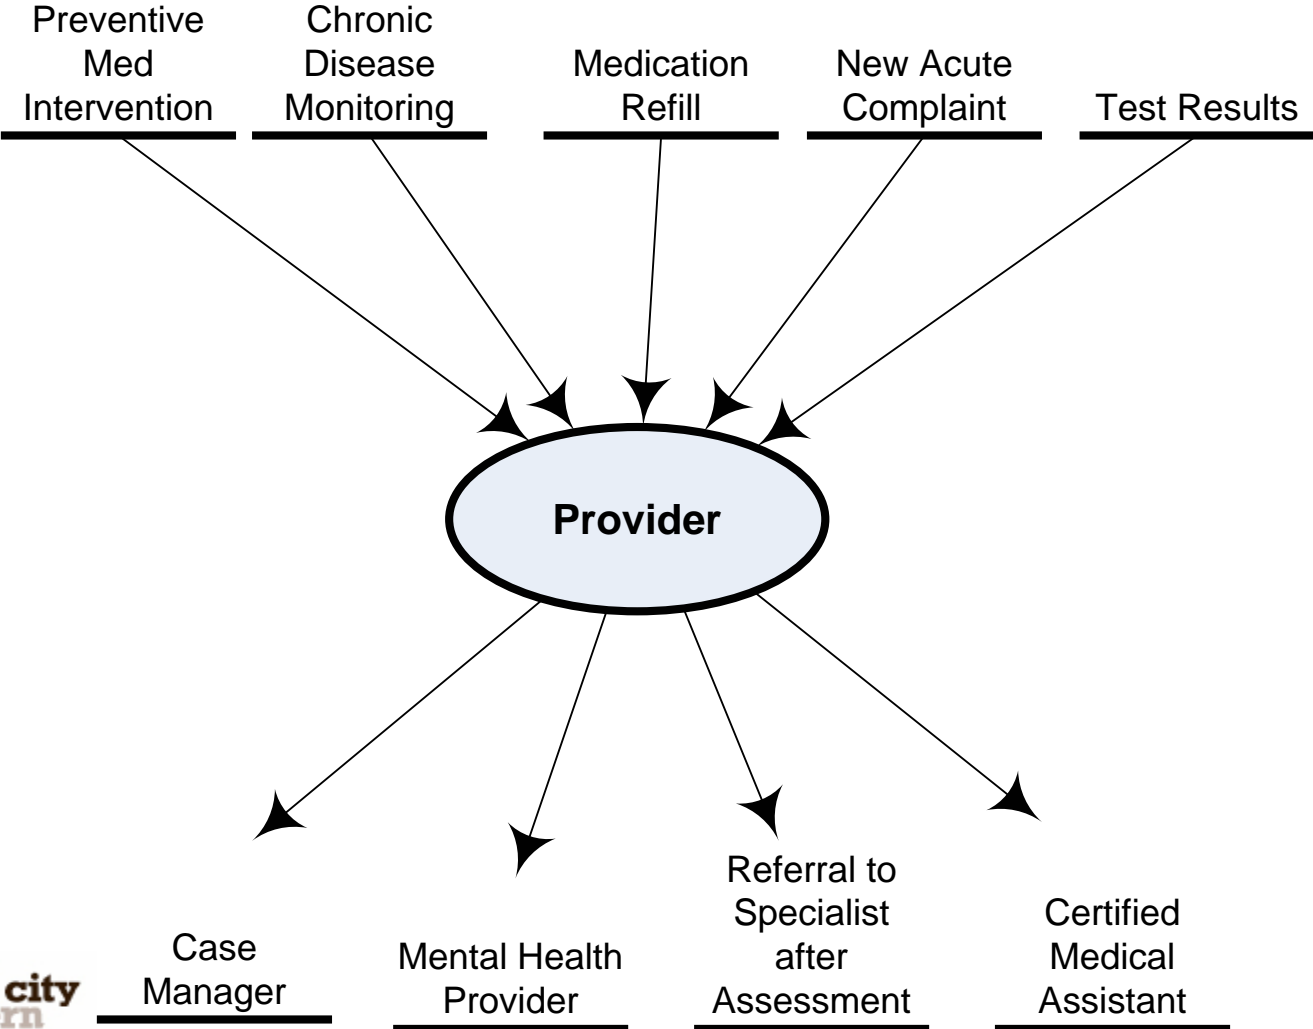 Preventive
Med
Intervention
Chronic
Disease
Monitoring
Medication
Refill
New Acute
Complaint
Test Results
Provider
Case
Manager
Mental Health
Provider
Referral to
Specialist
after
Assessment
Certified
Medical
Assistant
city